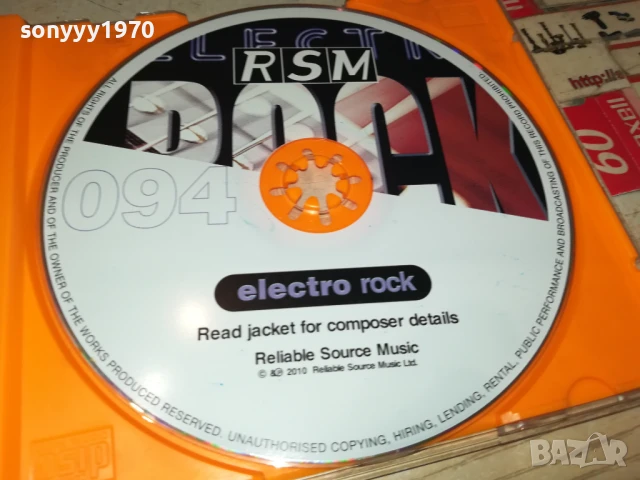 sonyyy1970
ELECTRO
RSM
ROCK
094
electro rock
Read jacket for composer details
Reliable Source Music
© & ℗ 2010 Reliable Source Music Ltd.
ALL RIGHTS OF THE PRODUCER AND OF THE OWNER OF THE WORKS PRODUCED RESERVED. UNAUTHORISED COPYING, HIRING, LENDING, RENTAL, PUBLIC PERFORMANCE AND BROADCASTING OF THIS RECORD PROHIBITED
http://s
maxell
60
BAZAR